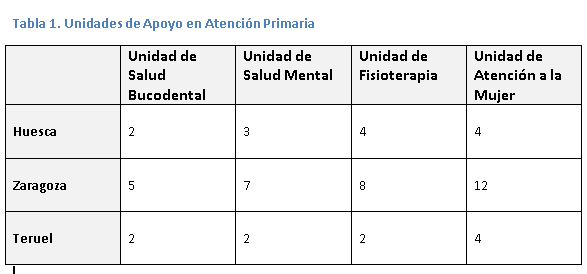 Tabla 1. Unidades de Apoyo en Atención Primaria
Unidad de Salud Bucodental Unidad de Salud Mental Unidad de Fisioterapia Unidad de Atención a la Mujer
Huesca 2 3 4 4
Zaragoza 5 7 8 12
Teruel 2 2 2 4